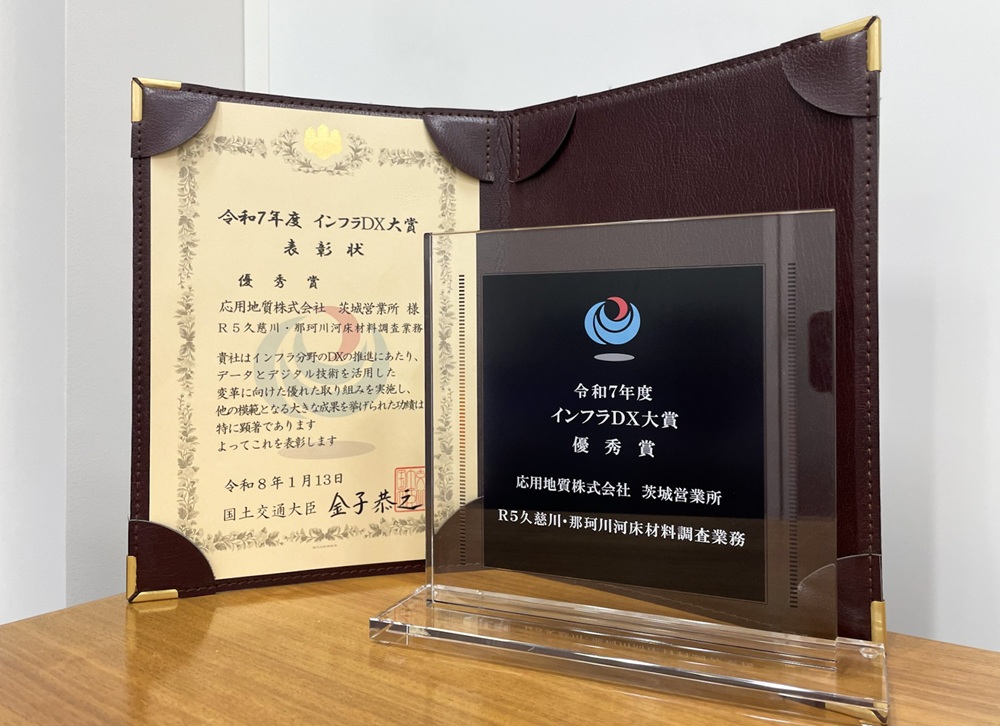 令和7年度 インフラDX大賞
表彰状
優秀賞
応用地質株式会社 茨城営業所 様
R5久慈川・那珂川河床材料調査業務
貴社はインフラ分野のDXの推進にあたり、
データとデジタル技術を活用した
変革に向けた優れた取り組みを実施し、
他の模範となる大きな成果を挙げられた功績は
特に顕著であります
よってこれを表彰します
令和8年1月13日
国土交通大臣 金子恭之
令和7年度
インフラDX大賞
優秀賞
応用地質株式会社 茨城営業所
R5久慈川・那珂川河床材料調査業務